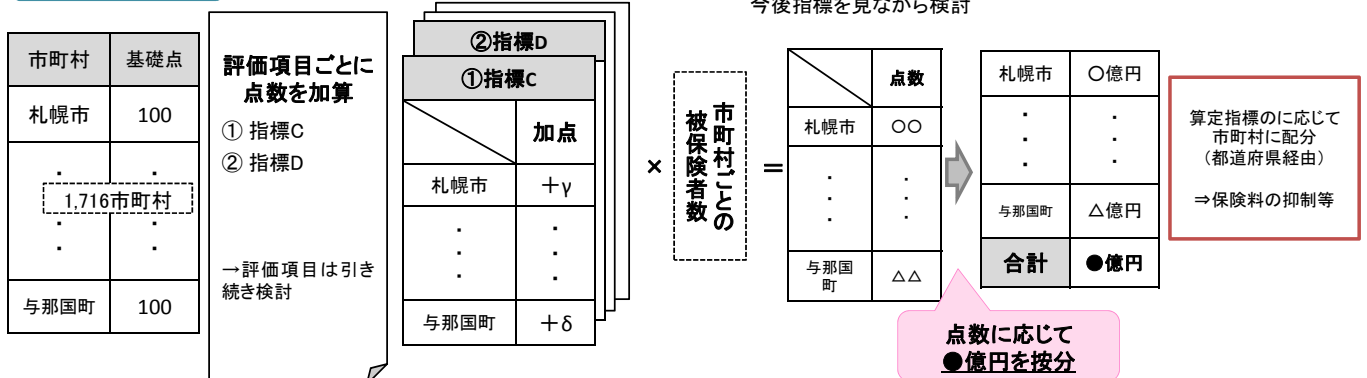 今後指標を見ながら検討
市町村 基礎点
札幌市 100
・ ・
1,716市町村
・ ・
・ ・
与那国町 100
評価項目ごとに
点数を加算
① 指標C
② 指標D
→評価項目は引き
続き検討
②指標D
①指標C
加点
札幌市 +γ
・ ・
・ ・
・ ・
与那国町 +δ
×
市町村ごとの
被保険者数
=
点数
札幌市 ○○
・ ・
・ ・
・ ・
与那国
町 △△
札幌市 〇億円
・ ・
・ ・
・ ・
与那国町 △億円
合計 ●億円
点数に応じて
●億円を按分
算定指標のに応じて
市町村に配分
(都道府県経由)
⇒保険料の抑制等